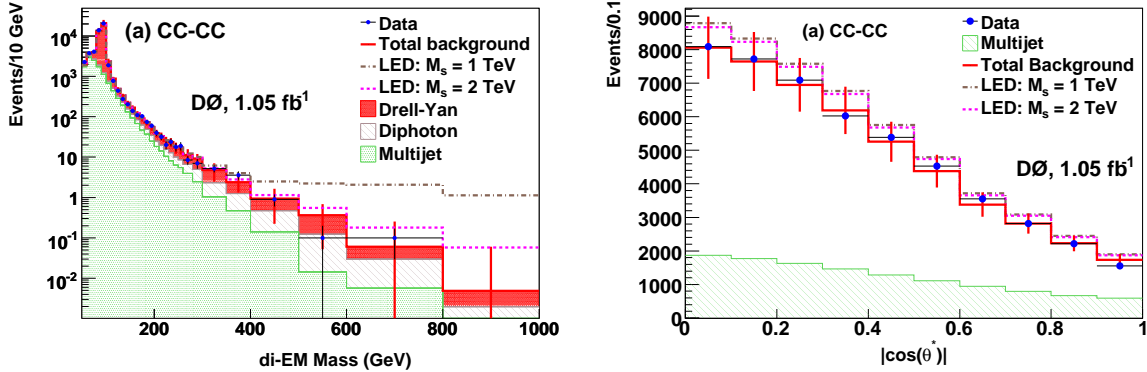 Events/10 GeV
10⁴
10³
10²
10
1
10⁻¹
10⁻²
(a) CC-CC
Data
Total background
LED: Mₛ = 1 TeV
LED: Mₛ = 2 TeV
Drell-Yan
Diphoton
Multijet
DØ, 1.05 fb¹
200 400 600 800 1000
di-EM Mass (GeV)
Events/0.1
9000
8000
7000
6000
5000
4000
3000
2000
1000
0
(a) CC-CC
Data
Multijet
Total Background
LED: Mₛ = 1 TeV
LED: Mₛ = 2 TeV
DØ, 1.05 fb¹
0 0.2 0.4 0.6 0.8 1
|cos(θ*)|